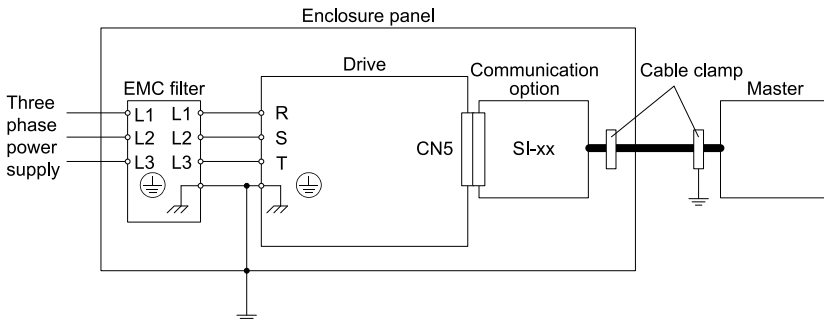 Enclosure panel
Drive
EMC filter
Communication
option
Cable clamp
Master
Three
phase
power
supply
L1 L1 R
L2 L2 S
L3 L3 T
CN5
SI-xx